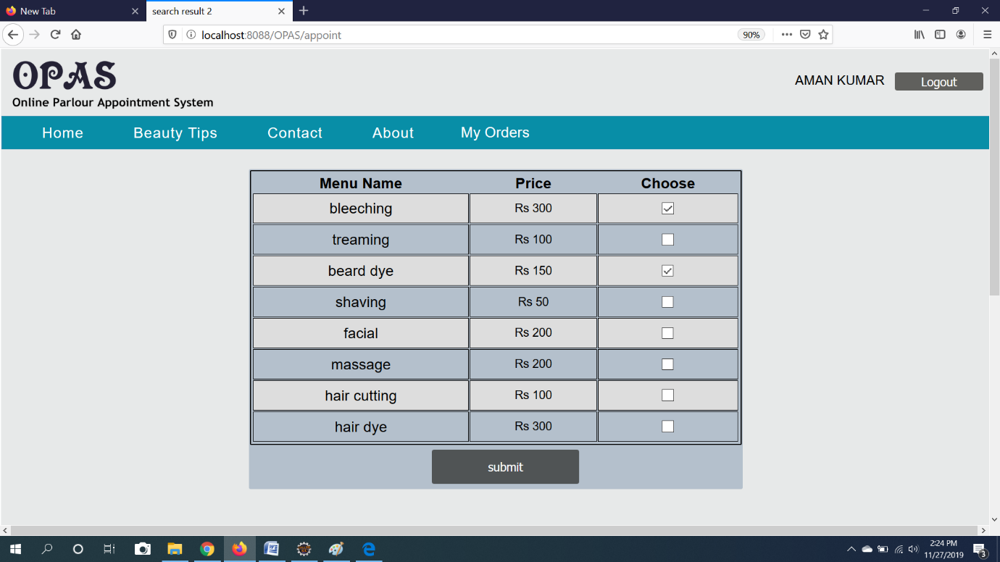 New Tab
search result 2
localhost:8088/OPAS/appoint
90%
OPAS
Online Parlour Appointment System
AMAN KUMAR Logout
Home Beauty Tips Contact About My Orders
Menu Name Price Choose
bleeching Rs 300
treaming Rs 100
beard dye Rs 150
shaving Rs 50
facial Rs 200
massage Rs 200
hair cutting Rs 100
hair dye Rs 300
submit
2:24 PM
11/27/2019
3